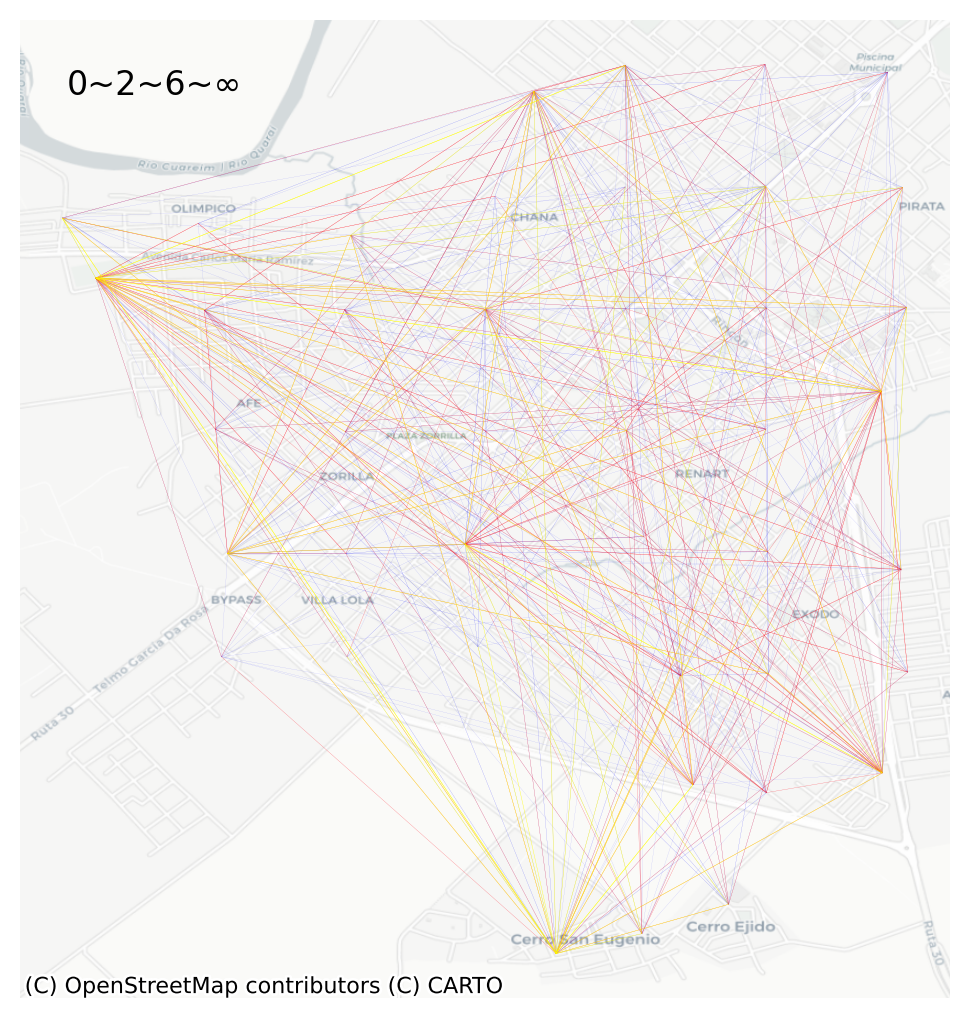 0~2~6~∞
Piscina
Municipal
Rio Cuareim / Rio Quaraí
OLIMPICO
CHANA
PIRATA
Avenida Carlos María Ramírez
Rincón
AFE
PLAZA ZORRILLA
ZORILLA
RENART
BYPASS
VILLA LOLA
EXODO
Telmo García Da Rosa
Ruta 30
A
Cerro Ejido
Cerro San Eugenio
Ruta 30
(C) OpenStreetMap contributors (C) CARTO